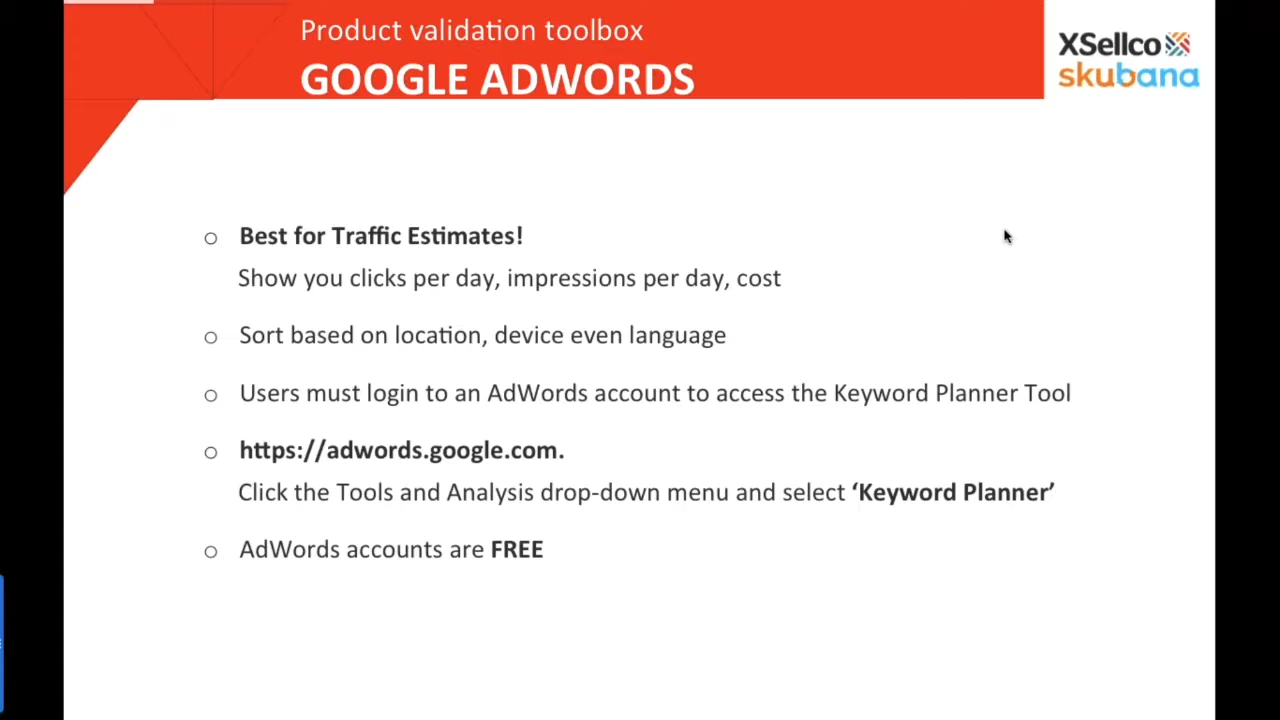 Product validation toolbox
GOOGLE ADWORDS
XSellco
skubana
Best for Traffic Estimates!
Show you clicks per day, impressions per day, cost
Sort based on location, device even language
Users must login to an AdWords account to access the Keyword Planner Tool
https://adwords.google.com.
Click the Tools and Analysis drop-down menu and select ‘Keyword Planner’
AdWords accounts are FREE